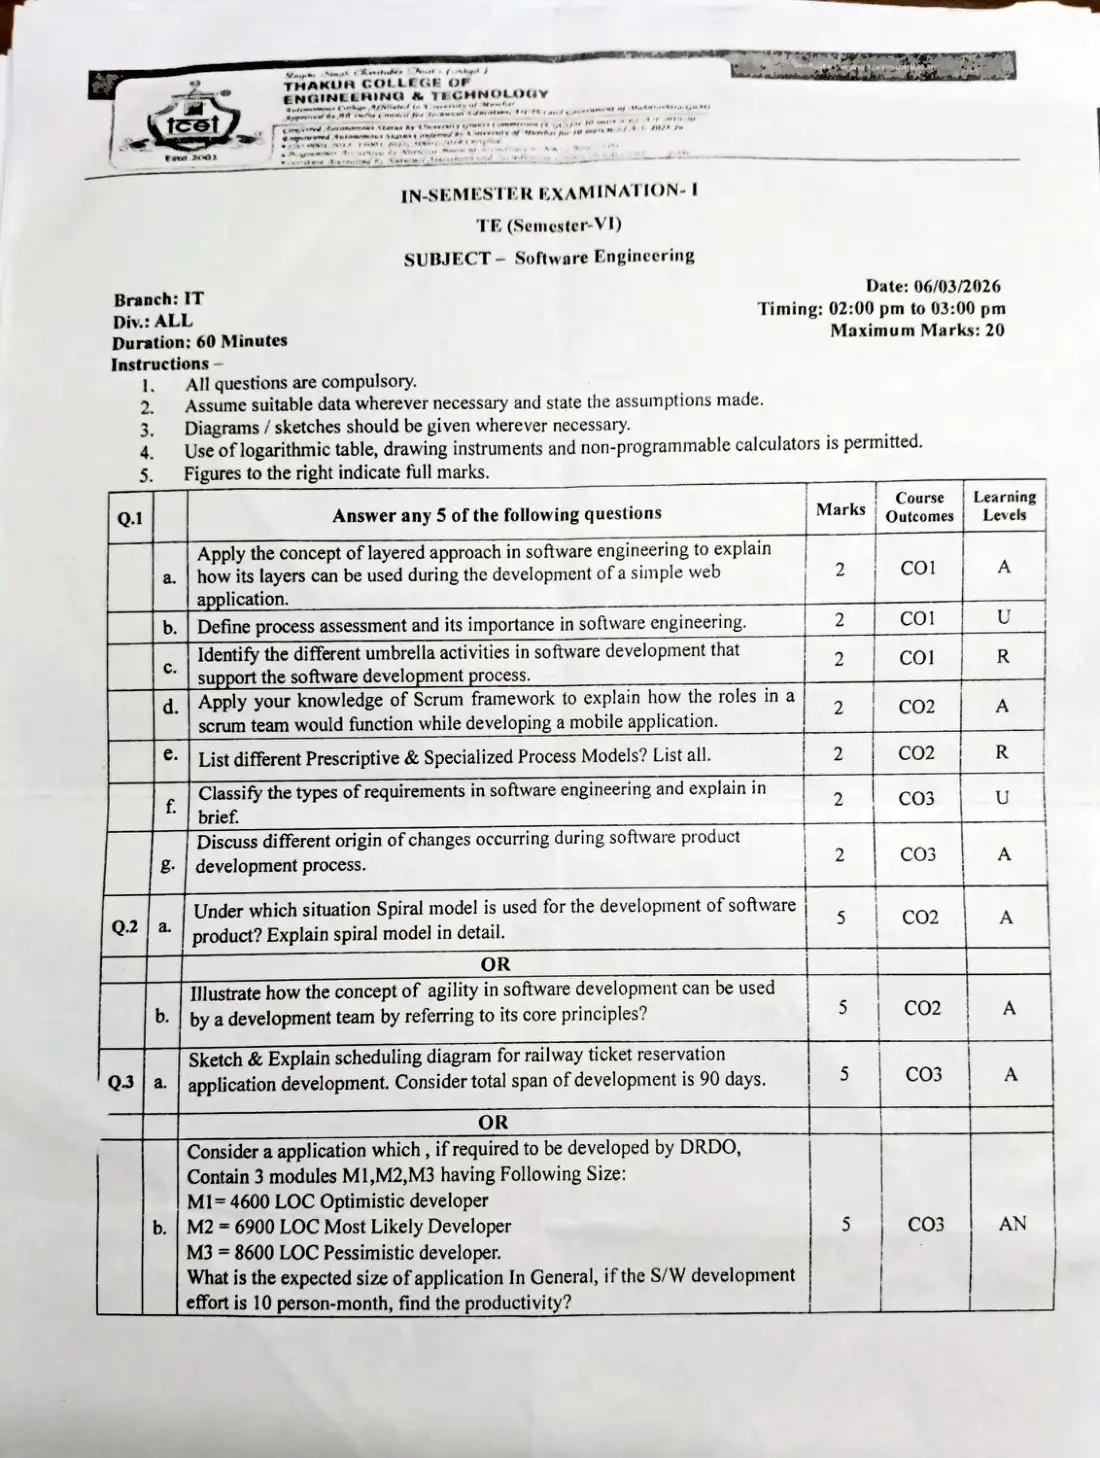 THAKUR COLLEGE OF
ENGINEERING & TECHNOLOGY
tcet
Estd 2001
IN-SEMESTER EXAMINATION- I
TE (Semester-VI)
SUBJECT – Software Engineering
Branch: IT
Div.: ALL
Duration: 60 Minutes
Date: 06/03/2026
Timing: 02:00 pm to 03:00 pm
Maximum Marks: 20
Instructions –
1. All questions are compulsory.
2. Assume suitable data wherever necessary and state the assumptions made.
3. Diagrams / sketches should be given wherever necessary.
4. Use of logarithmic table, drawing instruments and non-programmable calculators is permitted.
5. Figures to the right indicate full marks.
Q.1 Answer any 5 of the following questions Marks Course Outcomes Learning Levels
a. Apply the concept of layered approach in software engineering to explain
how its layers can be used during the development of a simple web
application. 2 CO1 A
b. Define process assessment and its importance in software engineering. 2 CO1 U
c. Identify the different umbrella activities in software development that
support the software development process. 2 CO1 R
d. Apply your knowledge of Scrum framework to explain how the roles in a
scrum team would function while developing a mobile application. 2 CO2 A
e. List different Prescriptive & Specialized Process Models? List all. 2 CO2 R
f. Classify the types of requirements in software engineering and explain in
brief. 2 CO3 U
g. Discuss different origin of changes occurring during software product
development process. 2 CO3 A
Q.2 a. Under which situation Spiral model is used for the development of software
product? Explain spiral model in detail. 5 CO2 A
OR
b. Illustrate how the concept of agility in software development can be used
by a development team by referring to its core principles? 5 CO2 A
Q.3 a. Sketch & Explain scheduling diagram for railway ticket reservation
application development. Consider total span of development is 90 days. 5 CO3 A
OR
b. Consider a application which , if required to be developed by DRDO,
Contain 3 modules M1,M2,M3 having Following Size:
M1= 4600 LOC Optimistic developer
M2 = 6900 LOC Most Likely Developer
M3 = 8600 LOC Pessimistic developer.
What is the expected size of application In General, if the S/W development
effort is 10 person-month, find the productivity? 5 CO3 AN